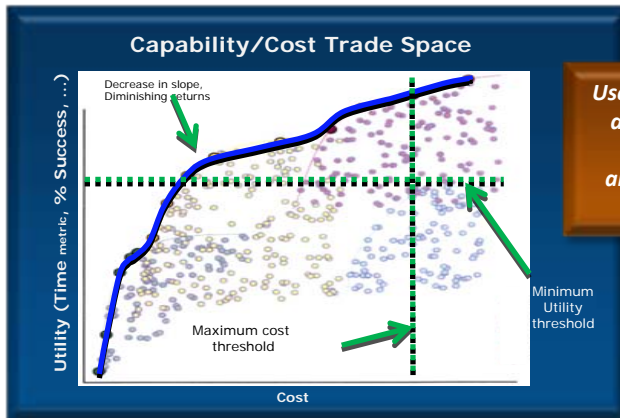 Capability/Cost Trade Space
Decrease in slope,
Diminishing returns
Utility (Time metric, % Success, ...)
Maximum cost
threshold
Minimum
Utility
threshold
Cost